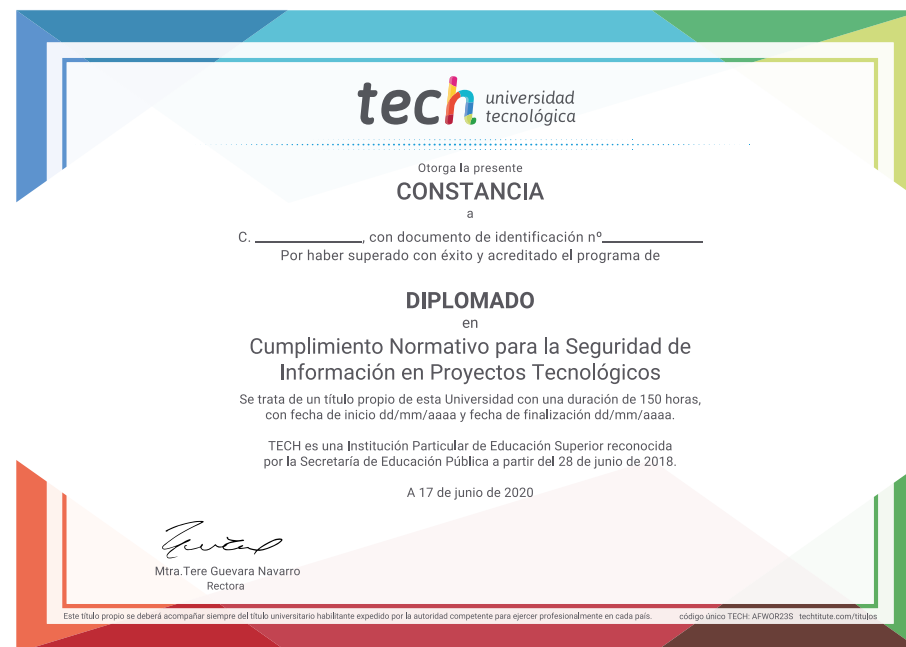 tech universidad
tecnológica
Otorga la presente
CONSTANCIA
a
C. ____________, con documento de identificación nº____________
Por haber superado con éxito y acreditado el programa de
DIPLOMADO
en
Cumplimiento Normativo para la Seguridad de
Información en Proyectos Tecnológicos
Se trata de un título propio de esta Universidad con una duración de 150 horas,
con fecha de inicio dd/mm/aaaa y fecha de finalización dd/mm/aaaa.
TECH es una Institución Particular de Educación Superior reconocida
por la Secretaría de Educación Pública a partir del 28 de junio de 2018.
A 17 de junio de 2020
Mtra.Tere Guevara Navarro
Rectora
Este título propio se deberá acompañar siempre del título universitario habilitante expedido por la autoridad competente para ejercer profesionalmente en cada país. código único TECH: AFWOR23S techtitute.com/titulos